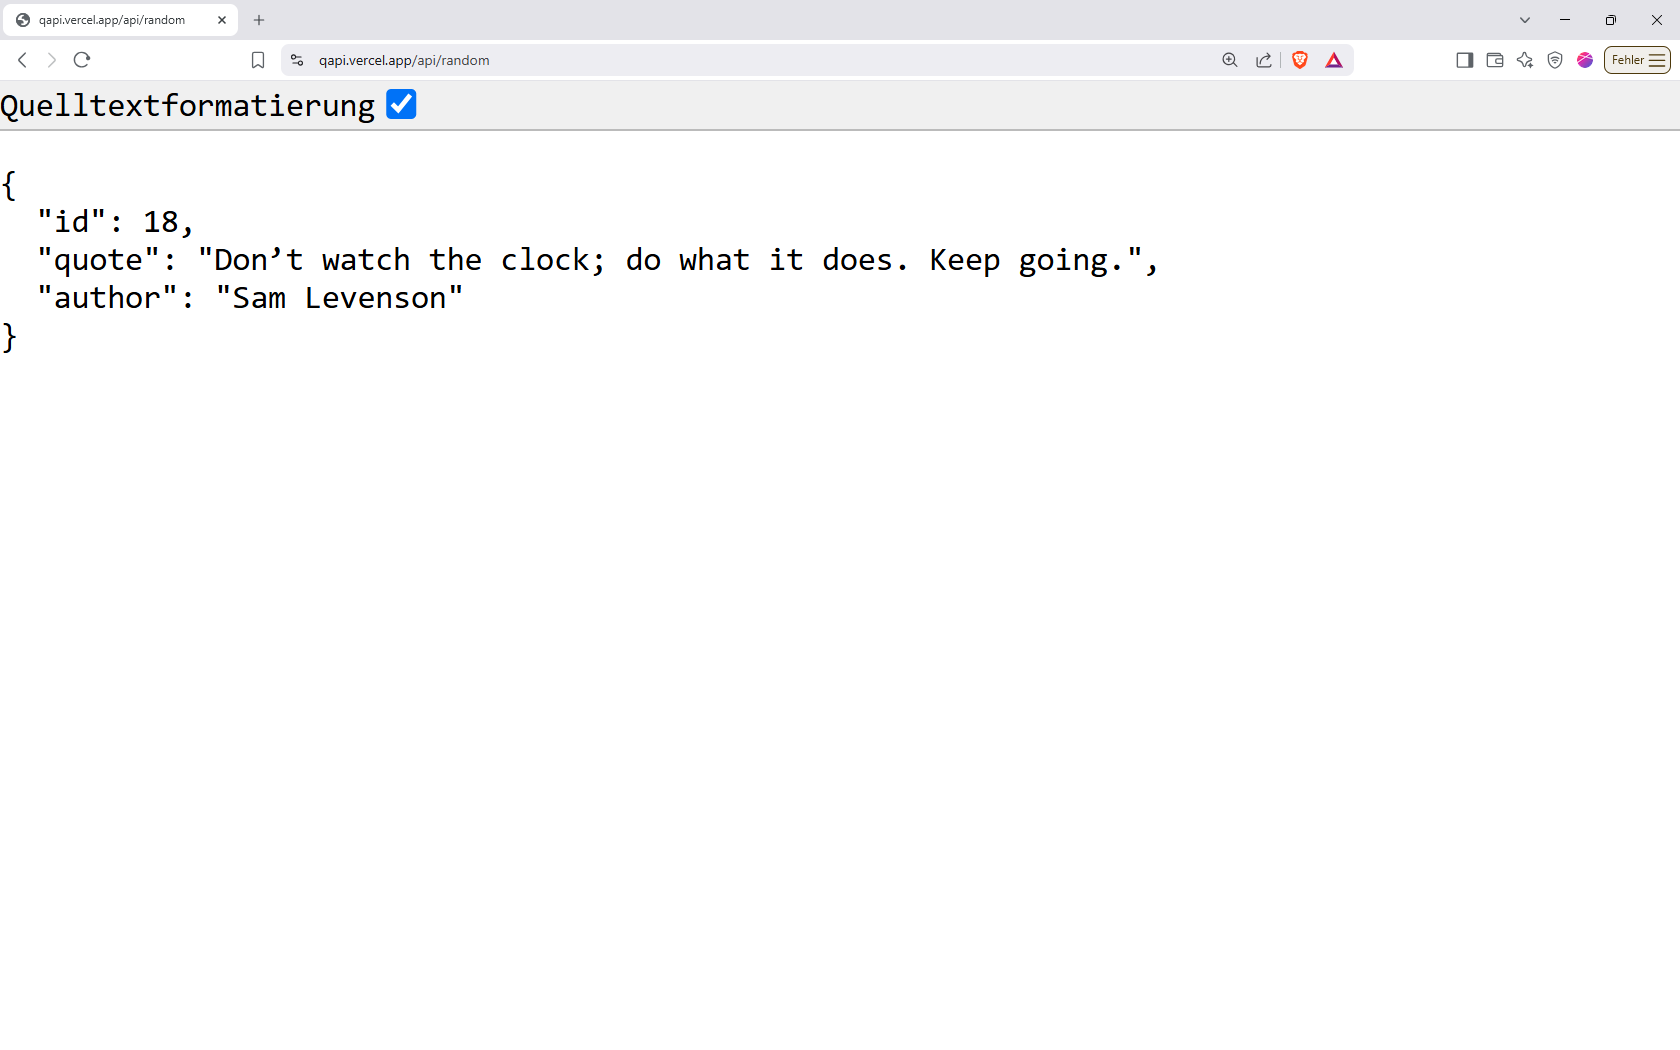 qapi.vercel.app/api/random
qapi.vercel.app/api/random
Fehler
Quelltextformatierung
{
  "id": 18,
  "quote": "Don’t watch the clock; do what it does. Keep going.",
  "author": "Sam Levenson"
}